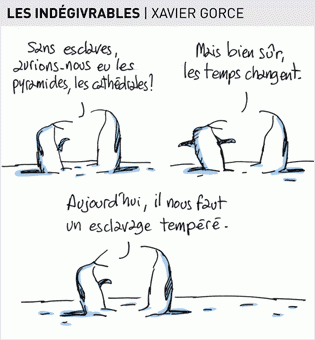 LES INDÉGIVRABLES | XAVIER GORCE
Sans esclaves,
aurions-nous eu les
pyramides, les cathédrales?
Mais bien sûr,
les temps changent.
Aujourd'hui, il nous faut
un esclavage tempéré.